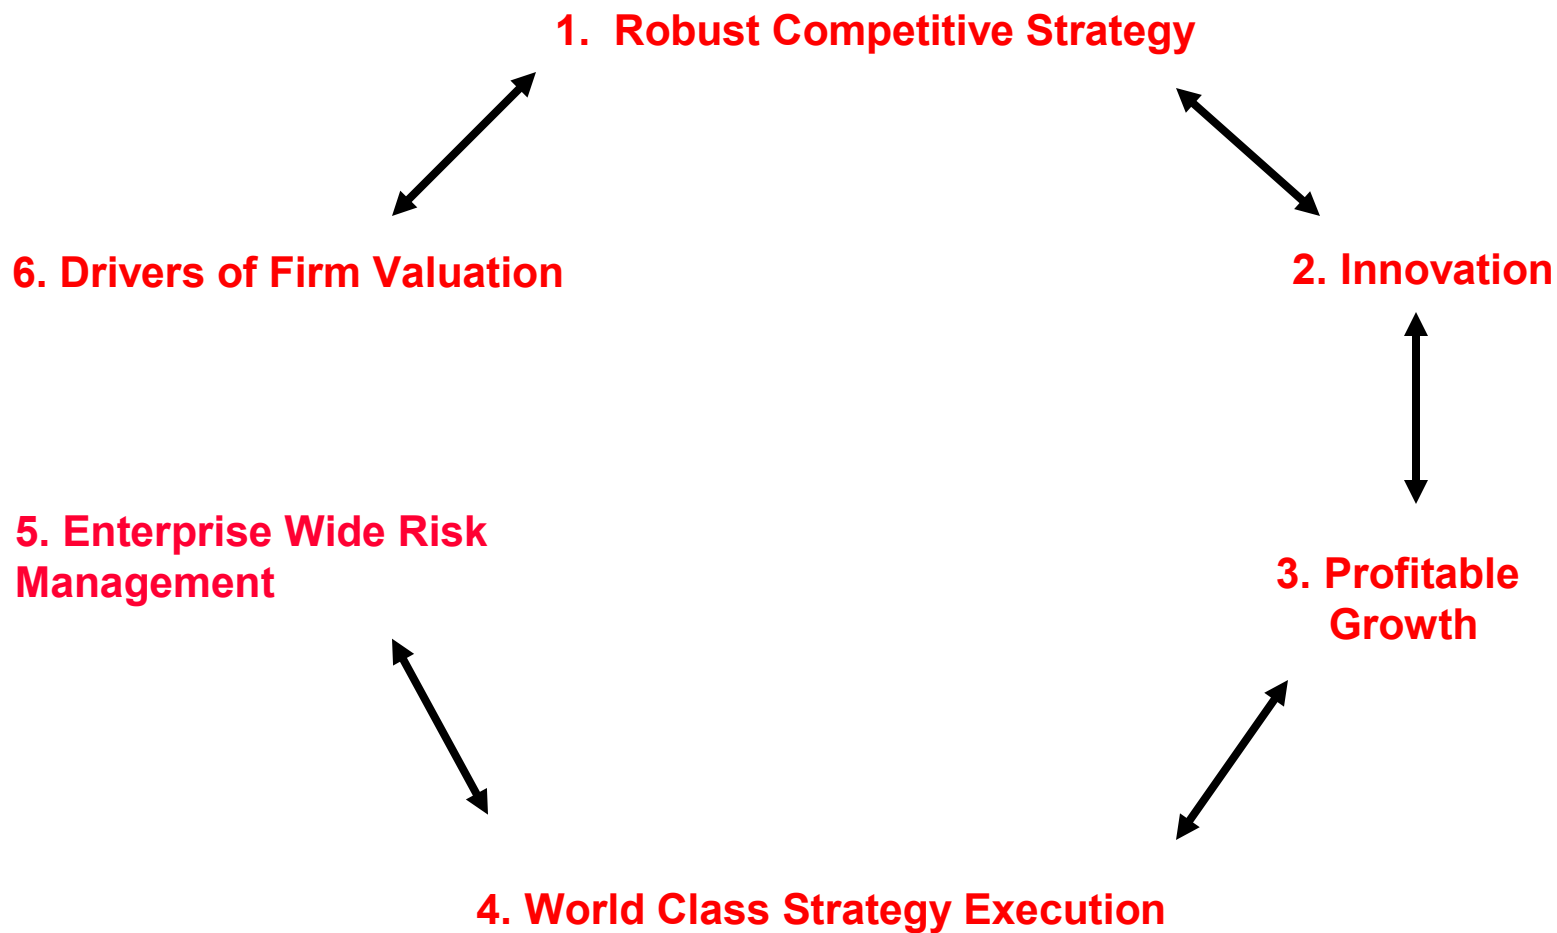 1. Robust Competitive Strategy
2. Innovation
3. Profitable
Growth
4. World Class Strategy Execution
5. Enterprise Wide Risk
Management
6. Drivers of Firm Valuation